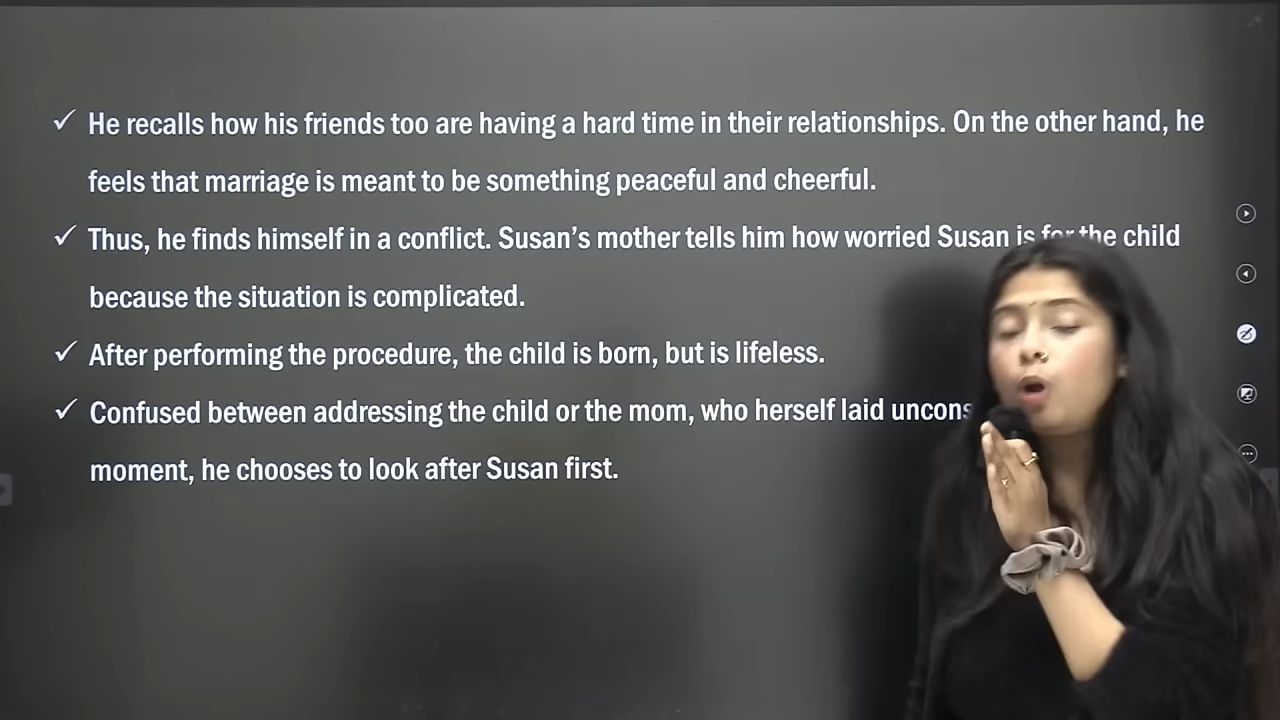 ✓ He recalls how his friends too are having a hard time in their relationships. On the other hand, he
feels that marriage is meant to be something peaceful and cheerful.
✓ Thus, he finds himself in a conflict. Susan's mother tells him how worried Susan is for the child
because the situation is complicated.
✓ After performing the procedure, the child is born, but is lifeless.
✓ Confused between addressing the child or the mom, who herself laid
moment, he chooses to look after Susan first.